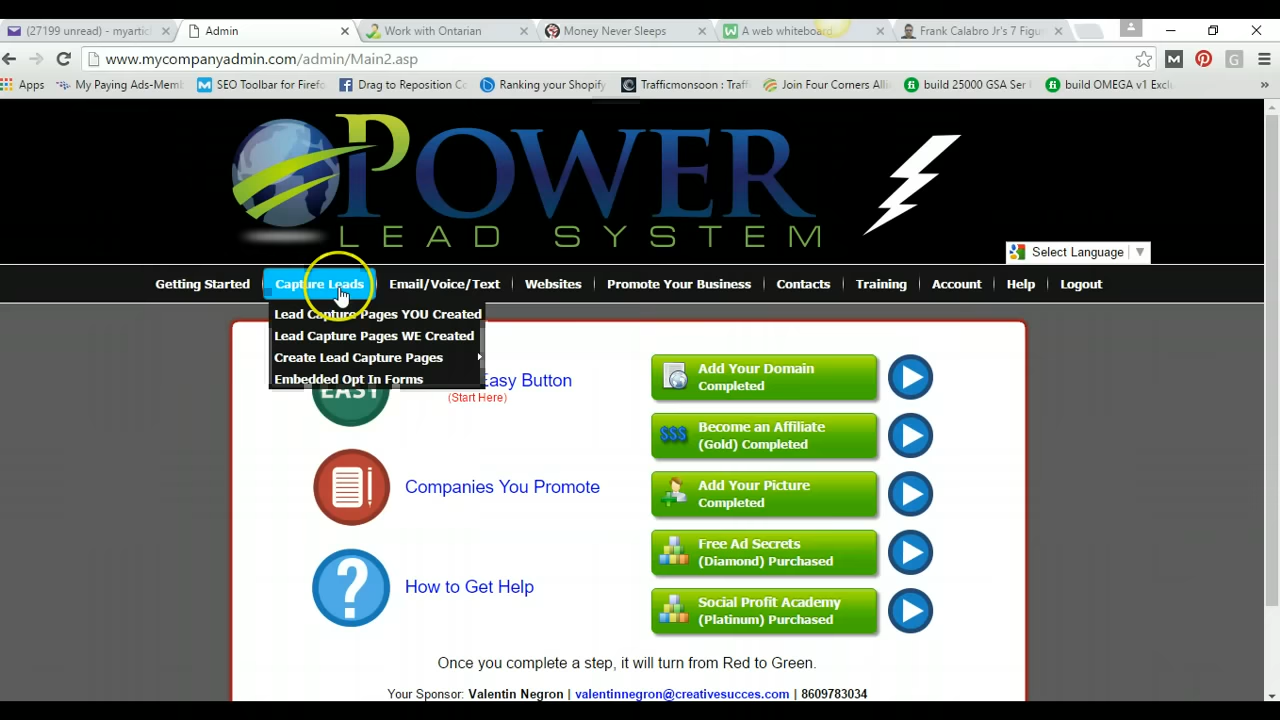 (27199 unread) - myarticl
Admin
Work with Ontarian
Money Never Sleeps
A web whiteboard
Frank Calabro Jr's 7 Figu
www.mycompanyadmin.com/admin/Main2.asp
Apps
My Paying Ads-Memb
SEO Toolbar for Firefo
Drag to Reposition Co
Ranking your Shopify
Trafficmonsoon : Traff
Join Four Corners Alli
build 25000 GSA Ser
build OMEGA v1 Excl
POWER
LEAD SYSTEM
Select Language
Getting Started
Capture Leads
Email/Voice/Text
Websites
Promote Your Business
Contacts
Training
Account
Help
Logout
Lead Capture Pages YOU Created
Lead Capture Pages WE Created
Create Lead Capture Pages
Embedded Opt In Forms
EASY
Easy Button
(Start Here)
Companies You Promote
How to Get Help
Add Your Domain
Completed
Become an Affiliate
(Gold) Completed
Add Your Picture
Completed
Free Ad Secrets
(Diamond) Purchased
Social Profit Academy
(Platinum) Purchased
Once you complete a step, it will turn from Red to Green.
Your Sponsor: Valentin Negron | valentinnegron@creativesucces.com | 8609783034